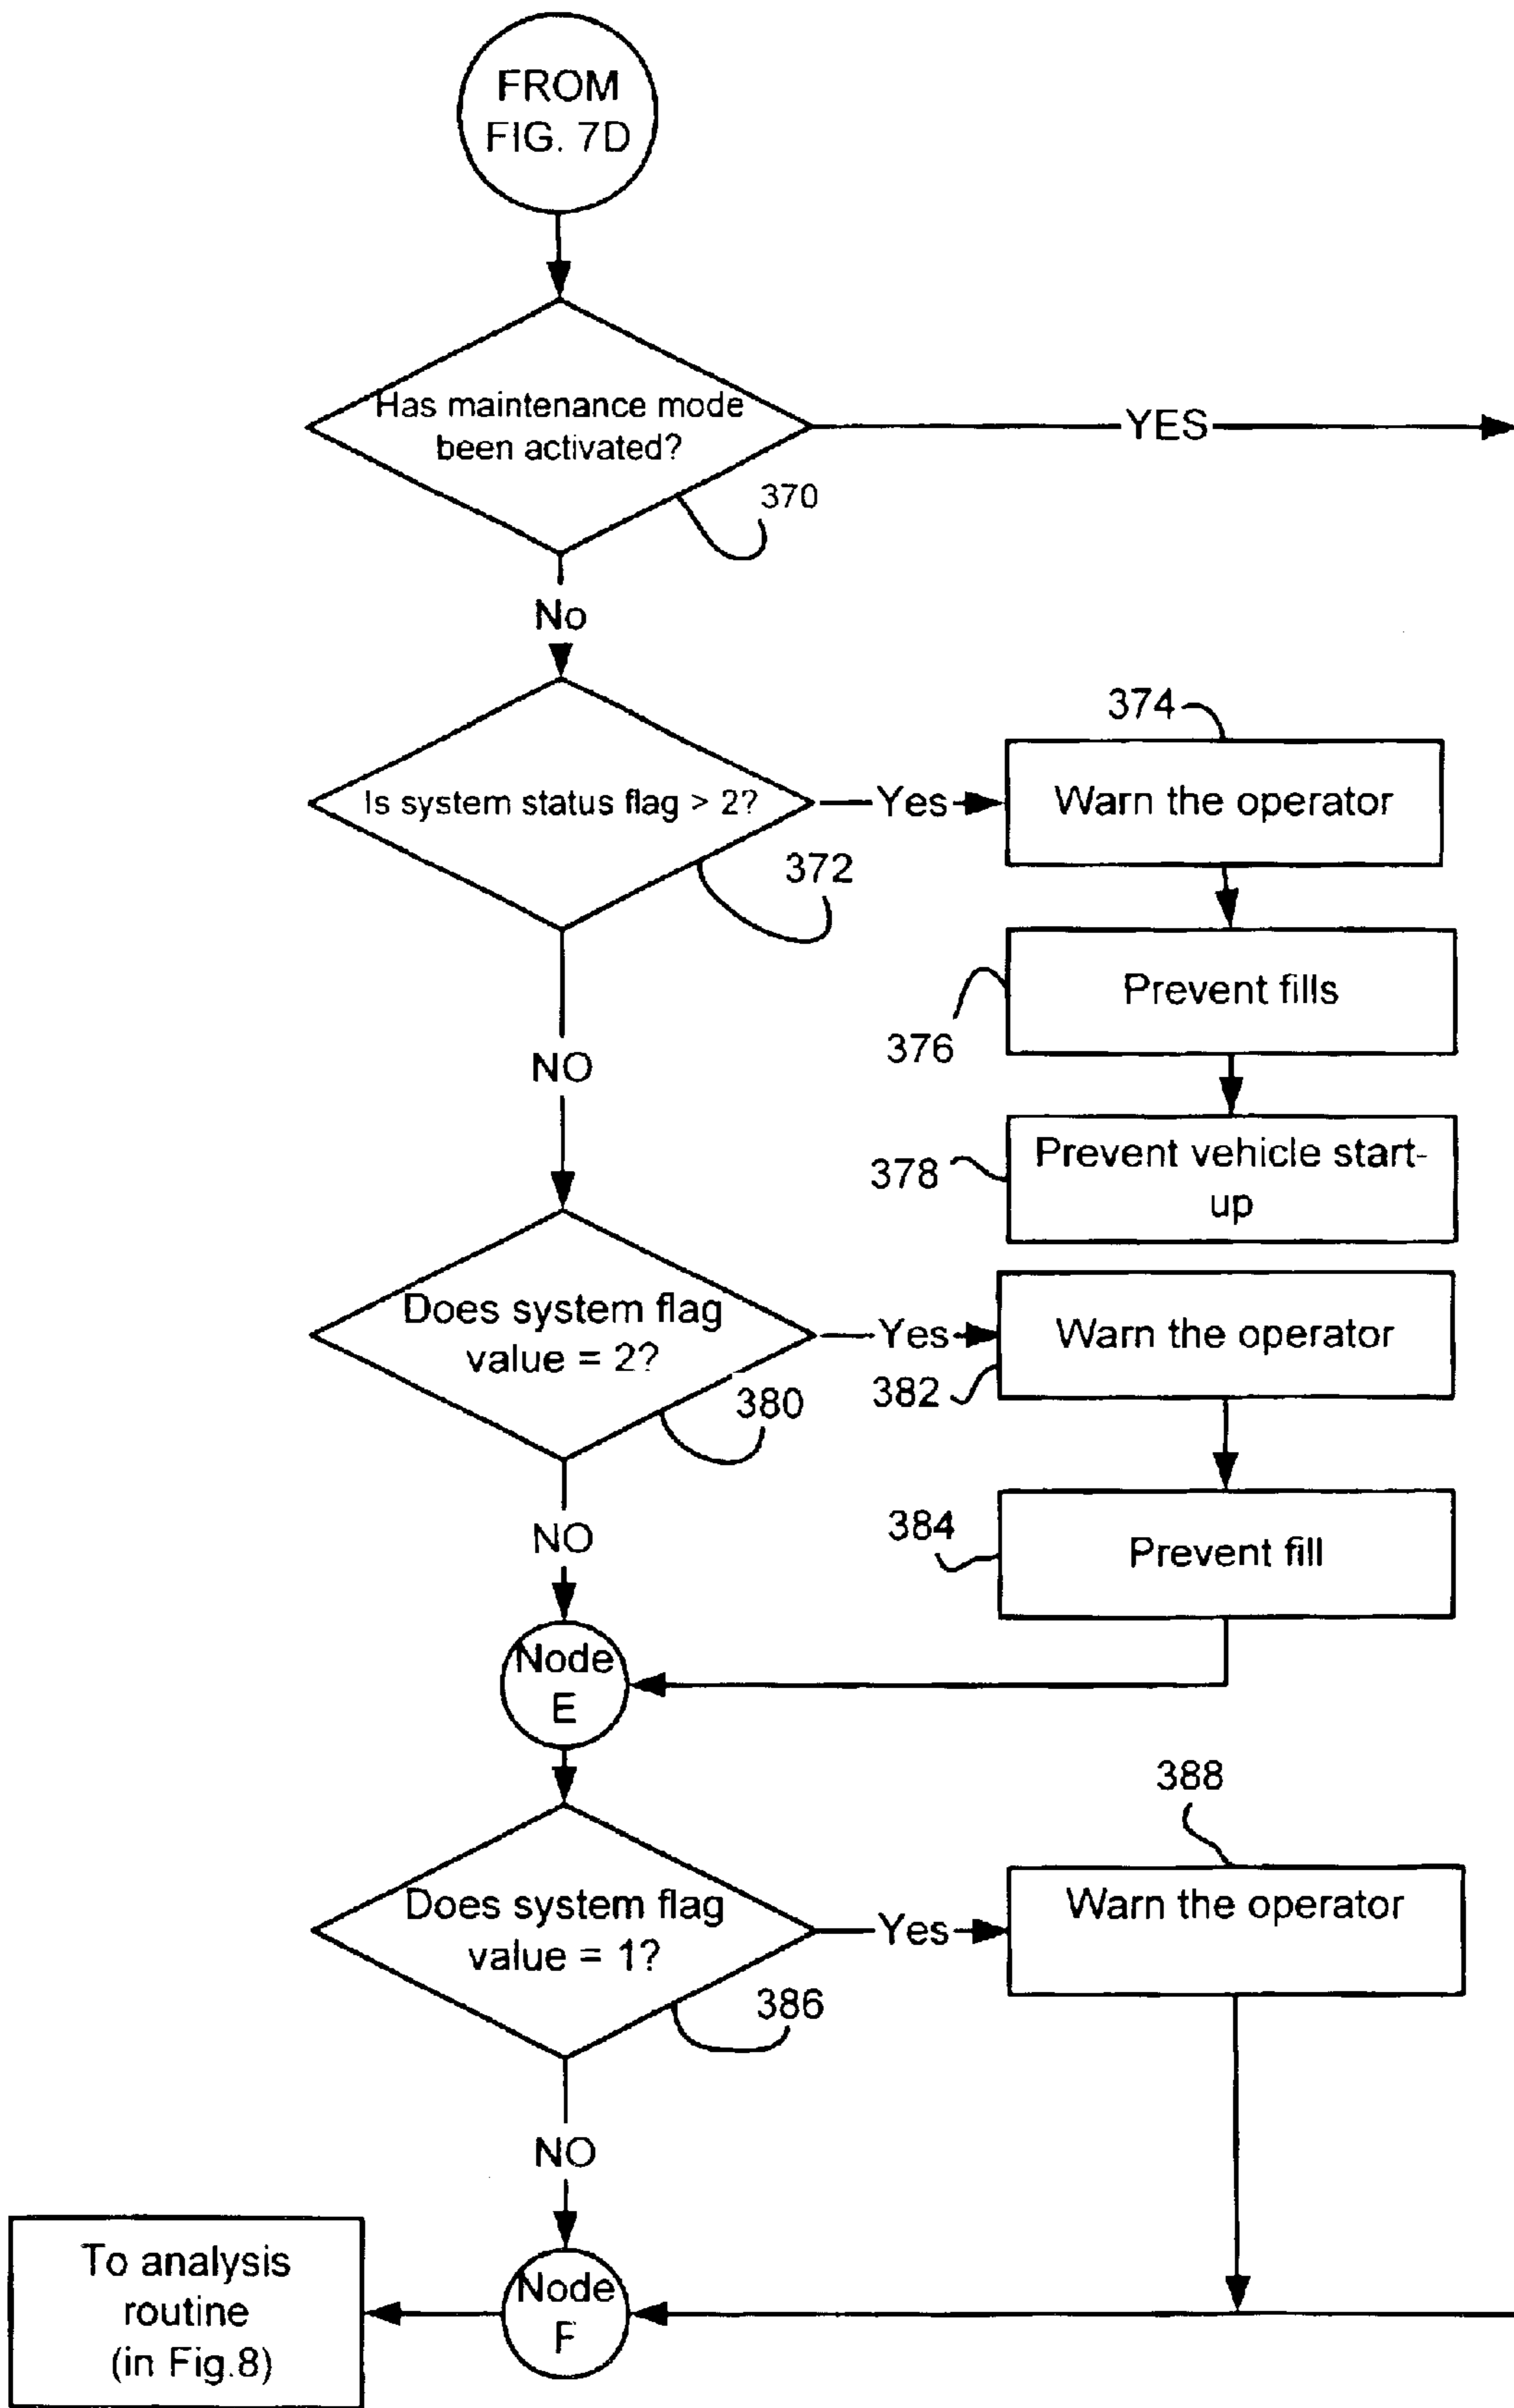 FROM
FIG. 7D
Has maintenance mode
been activated?
YES
370
No
374
Is system status flag > 2?
Yes
Warn the operator
372
Prevent fills
376
NO
378
Prevent vehicle start-
up
Does system flag
value = 2?
Yes
Warn the operator
382
380
NO
384
Prevent fill
Node
E
388
Does system flag
value = 1?
Yes
Warn the operator
386
NO
To analysis
routine
(in Fig.8)
Node
F